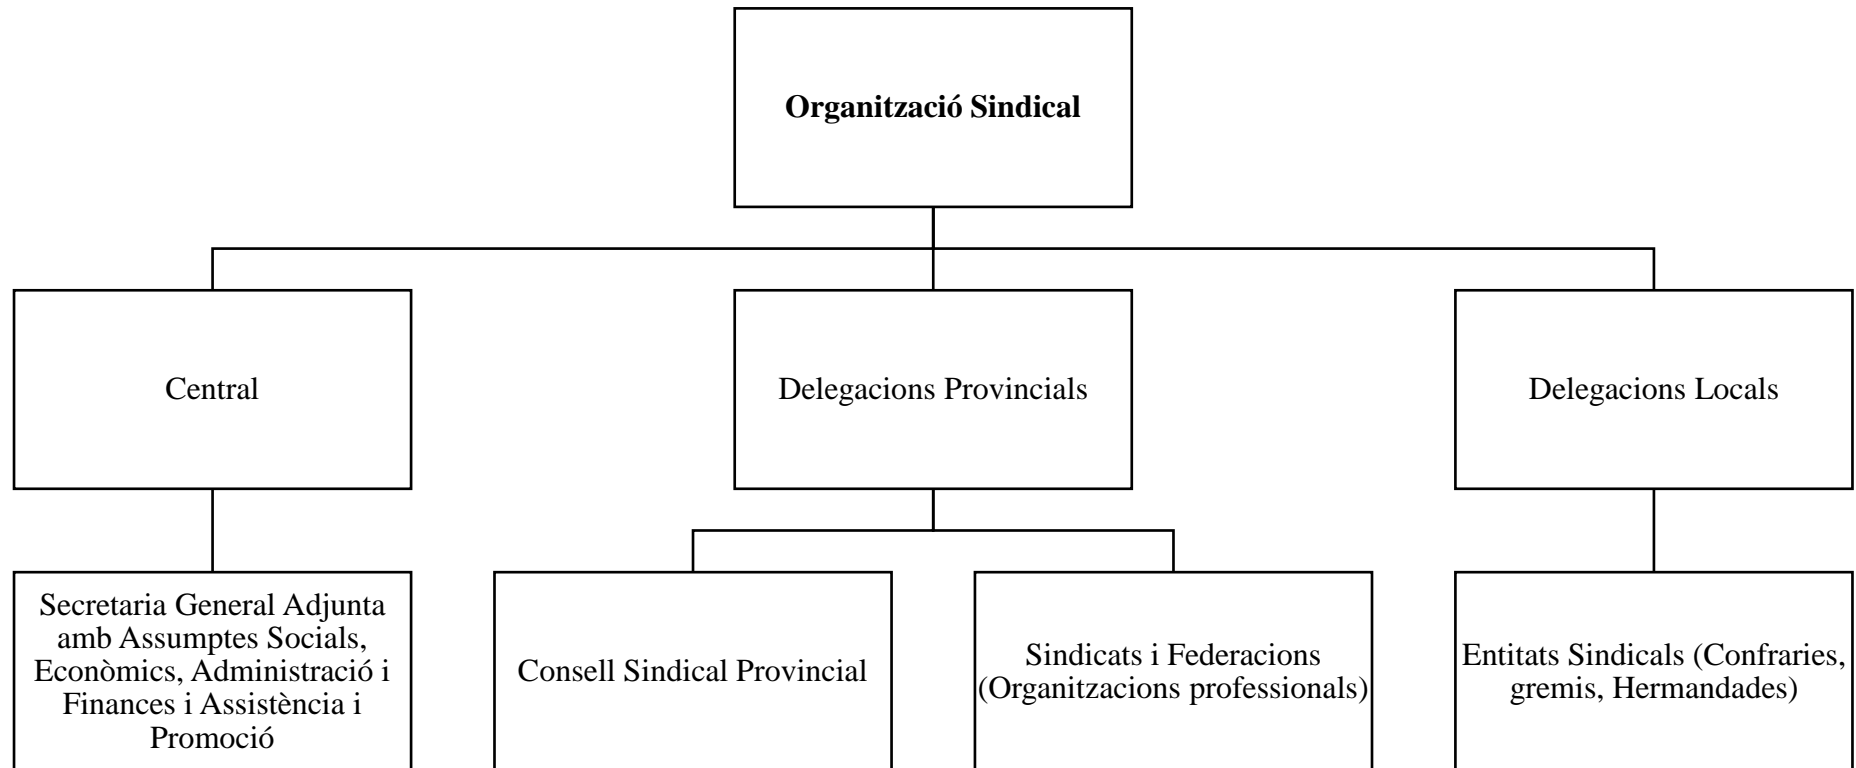 Organització Sindical
Central
Delegacions Provincials
Delegacions Locals
Secretaria General Adjunta
amb Assumptes Socials,
Econòmics, Administració i
Finances i Assistència i
Promoció
Consell Sindical Provincial
Sindicats i Federacions
(Organitzacions professionals)
Entitats Sindicals (Confraries,
gremis, Hermandades)